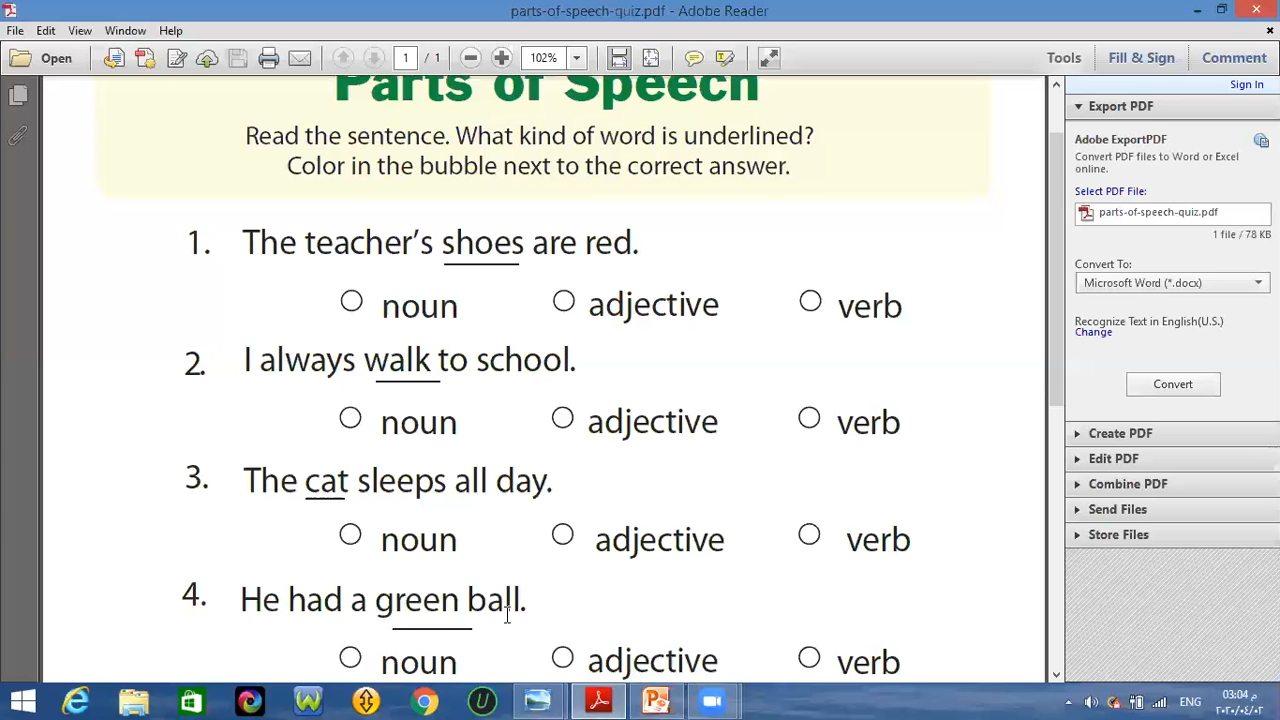 parts-of-speech-quiz.pdf - Adobe Reader
File Edit View Window Help
Open 1 / 1 102% Tools Fill & Sign Comment
Sign In
Parts of Speech
Read the sentence. What kind of word is underlined?
Color in the bubble next to the correct answer.
1. The teacher's shoes are red.
noun adjective verb
2. I always walk to school.
noun adjective verb
3. The cat sleeps all day.
noun adjective verb
4. He had a green ball.
noun adjective verb
Export PDF
Adobe ExportPDF
Convert PDF files to Word or Excel
online.
Select PDF File:
parts-of-speech-quiz.pdf
1 file / 78 KB
Convert To:
Microsoft Word (*.docx)
Recognize Text in English(U.S.)
Change
Convert
Create PDF
Edit PDF
Combine PDF
Send Files
Store Files
ENG
03:04 م
٢٠٢٠/٠٤/٠٢